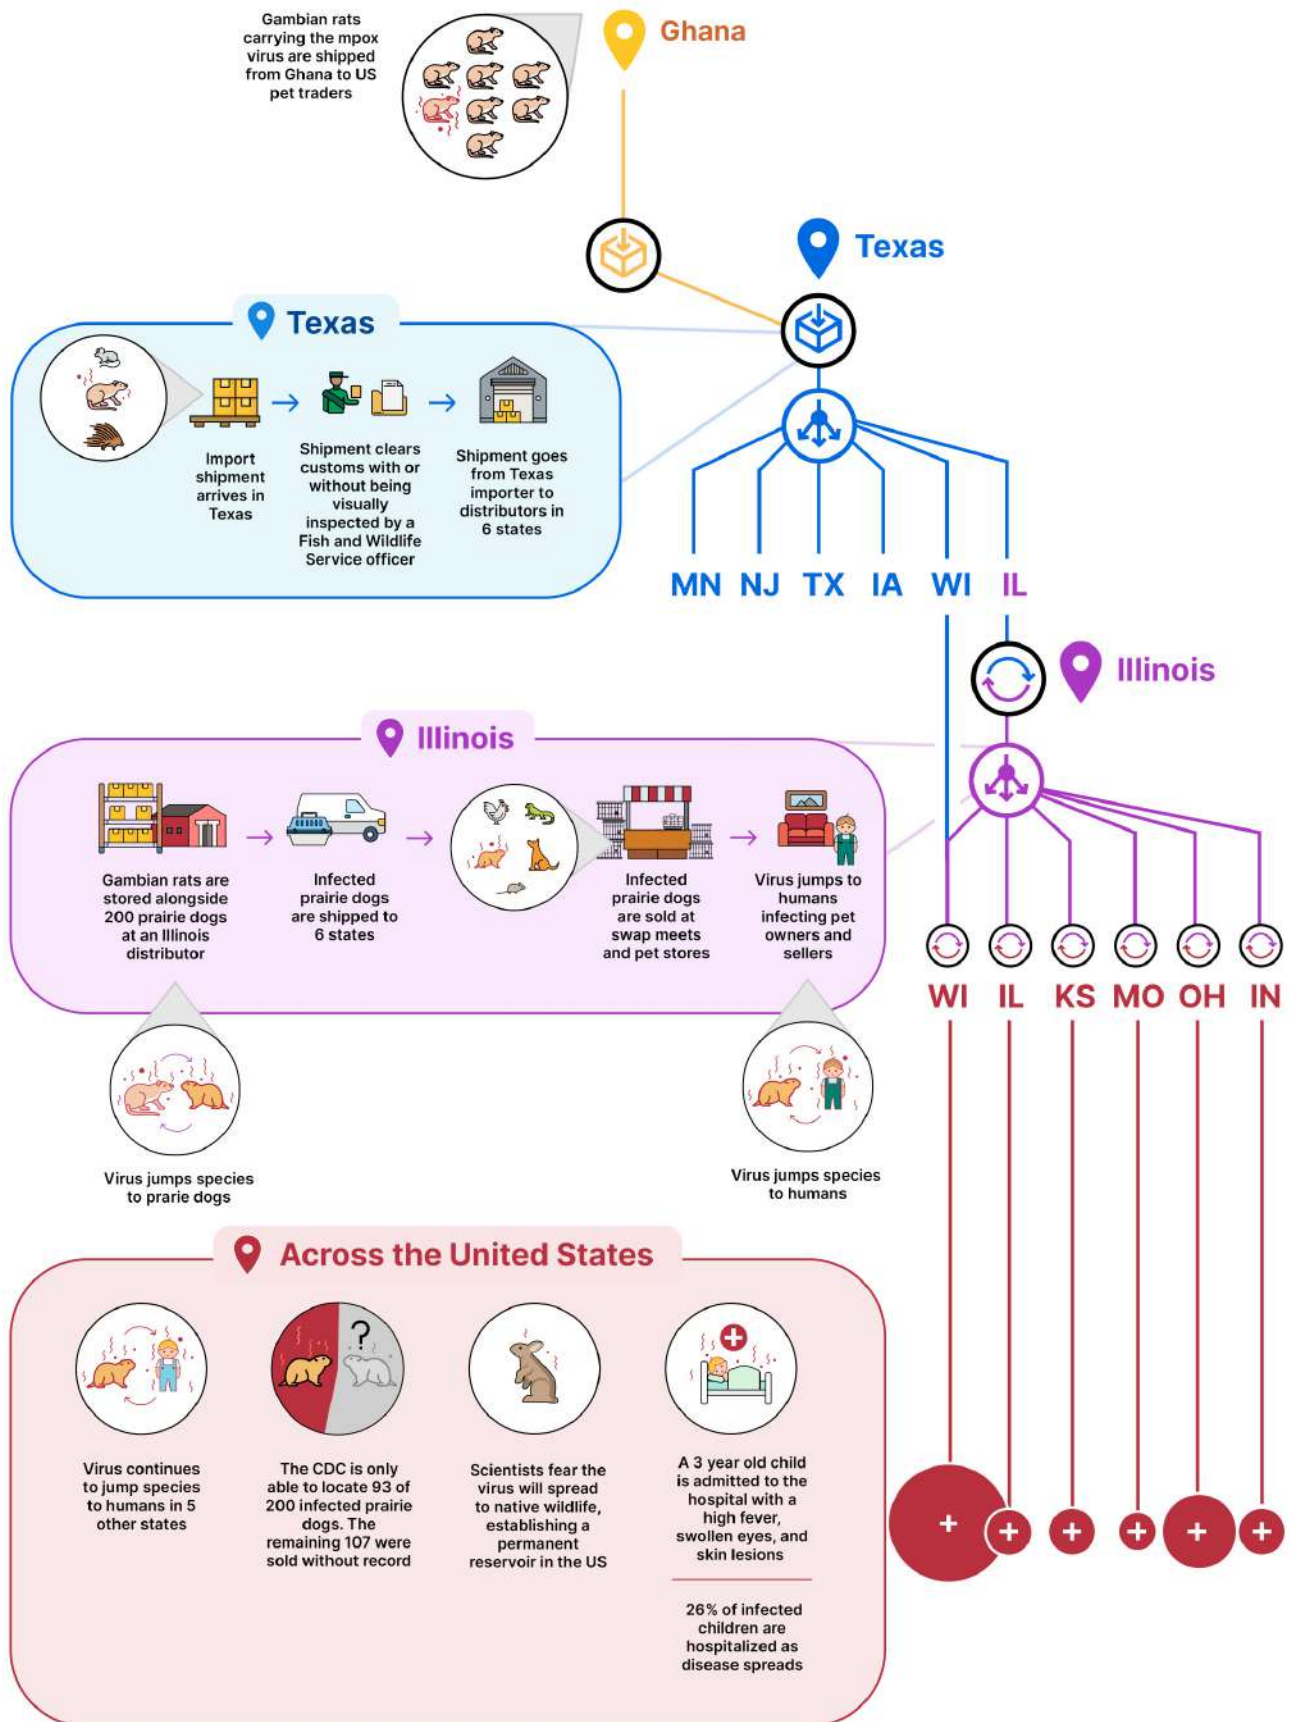 Gambian rats
carrying the mpox
virus are shipped
from Ghana to US
pet traders
Ghana
Texas
Texas
Import
shipment
arrives in
Texas
Shipment clears
customs with or
without being
visually
inspected by a
Fish and Wildlife
Service officer
Shipment goes
from Texas
importer to
distributors in
6 states
MN NJ TX IA WI IL
Illinois
Illinois
Gambian rats are
stored alongside
200 prairie dogs
at an Illinois
distributor
Infected
prairie dogs
are shipped to
6 states
Infected
prairie dogs
are sold at
swap meets
and pet stores
Virus jumps to
humans
infecting pet
owners and
sellers
WI IL KS MO OH IN
Virus jumps species
to prarie dogs
Virus jumps species
to humans
Across the United States
?
Virus continues
to jump species
to humans in 5
other states
The CDC is only
able to locate 93 of
200 infected prairie
dogs. The
remaining 107 were
sold without record
Scientists fear the
virus will spread
to native wildlife,
establishing a
permanent
reservoir in the US
A 3 year old child
is admitted to the
hospital with a
high fever,
swollen eyes, and
skin lesions
26% of infected
children are
hospitalized as
disease spreads